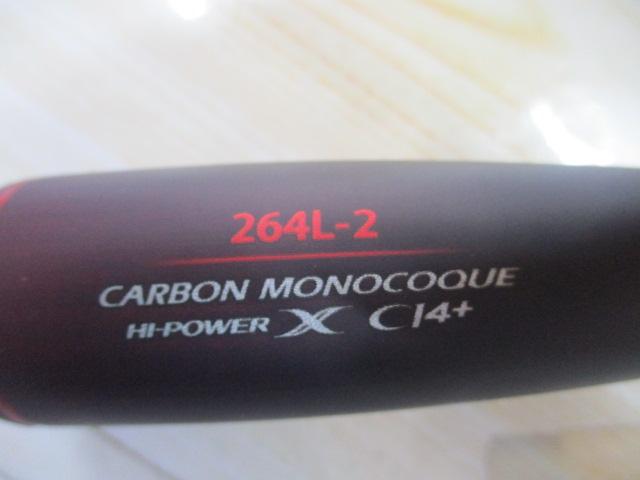 264L-2
CARBON MONOCOQUE
HI-POWER X CI4+